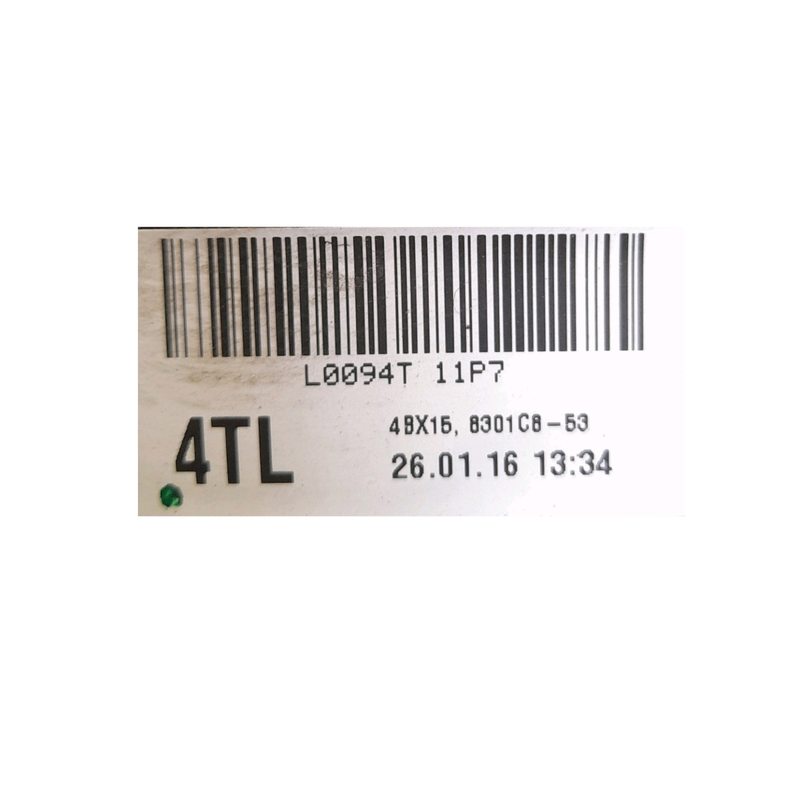 L0094T 11P7
4TL
4BX15, 8301C8-53
26.01.16 13:34